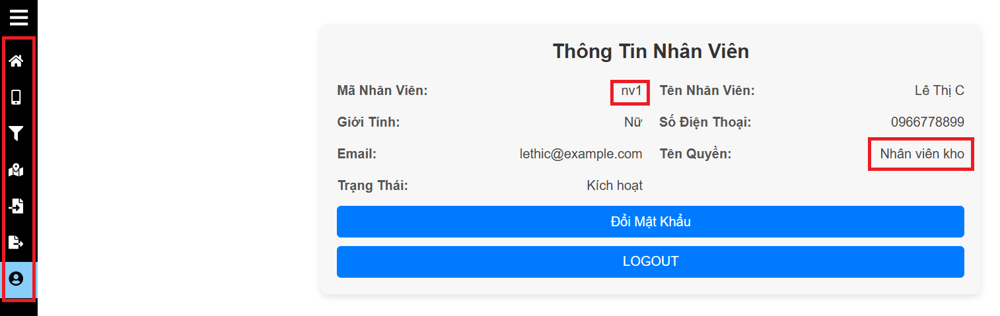 Thông Tin Nhân Viên
Mã Nhân Viên: nv1 Tên Nhân Viên: Lê Thị C
Giới Tính: Nữ Số Điện Thoại: 0966778899
Email: lethic@example.com Tên Quyền: Nhân viên kho
Trạng Thái: Kích hoạt
Đổi Mật Khẩu
LOGOUT